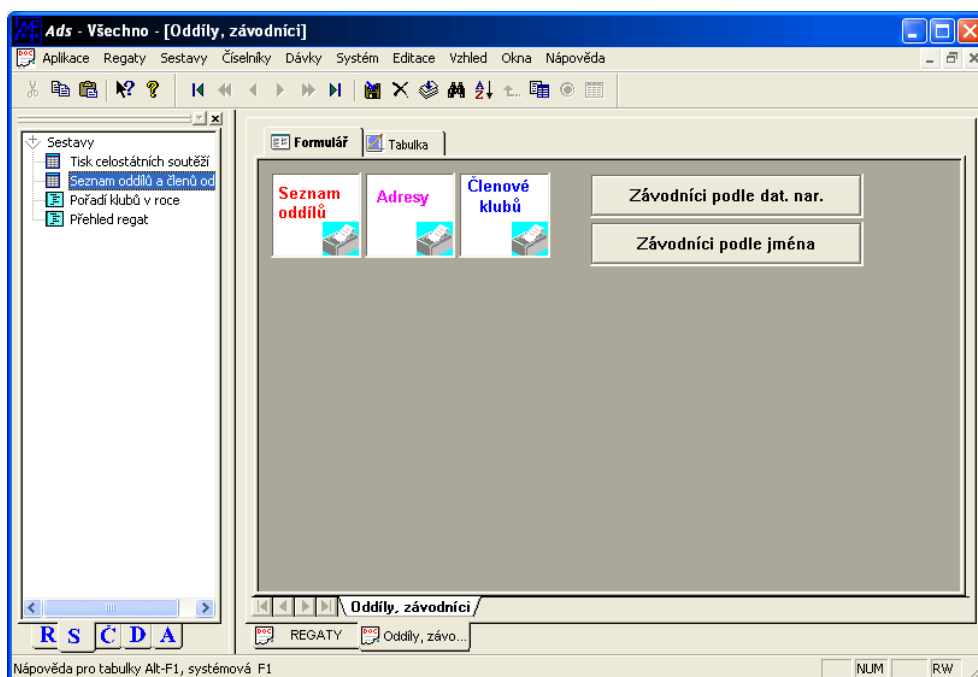 Ads - Všechno - [Oddíly, závodníci]
Aplikace Regaty Sestavy Číselníky Dávky Systém Editace Vzhled Okna Nápověda
Sestavy
Tisk celostátních soutěží
Seznam oddílů a členů od
Pořadí klubů v roce
Přehled regat
R S Č D A
Formulář Tabulka
Seznam
oddílů
Adresy
Členové
klubů
Závodníci podle dat. nar.
Závodníci podle jména
Oddíly, závodníci
REGATY Oddíly, závo...
Nápověda pro tabulky Alt-F1, systémová F1
NUM RW